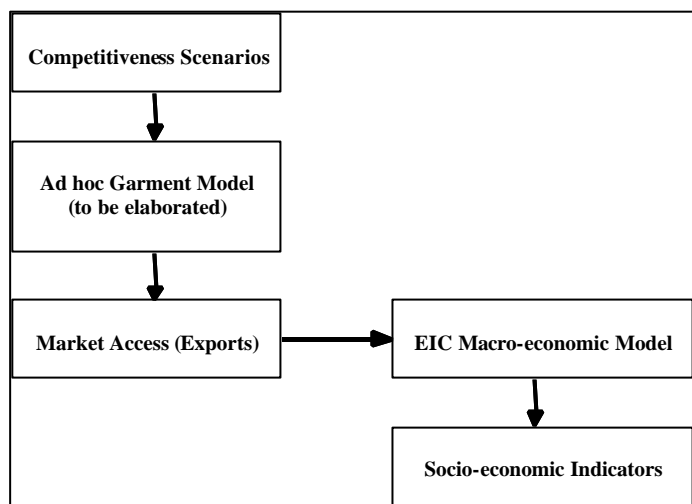 Competitiveness Scenarios
Ad hoc Garment Model
(to be elaborated)
Market Access (Exports)
EIC Macro-economic Model
Socio-economic Indicators